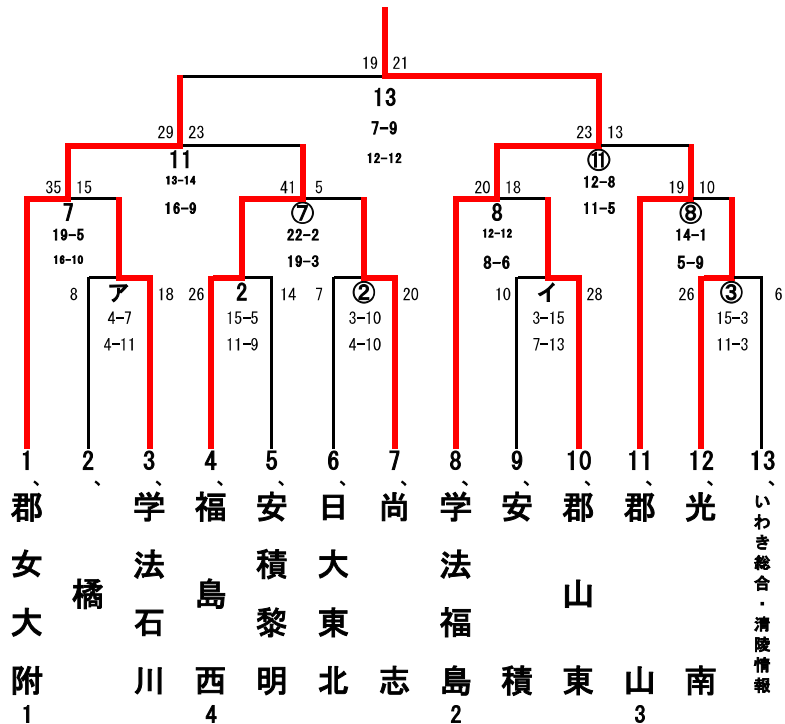 19 21
13
7-9
12-12
29 23
11
13-14
16-9
23 13
⑪
12-8
11-5
35 15
7
19-5
16-10
41 5
⑦
22-2
19-3
20 18
8
12-12
8-6
19 10
⑧
14-1
5-9
8 ア 18
4-7
4-11
26 2 14
15-5
11-9
7 ② 20
3-10
4-10
10 イ 28
3-15
7-13
26 ③ 6
15-3
11-3
1、郡女大附 1
2、橘
3、学法石川
4、福島西 4
5、安積黎明
6、日大東北
7、尚志
8、学法福島 2
9、安積
10、郡山東
11、郡山 3
12、光南
13、いわき総合・清陵情報